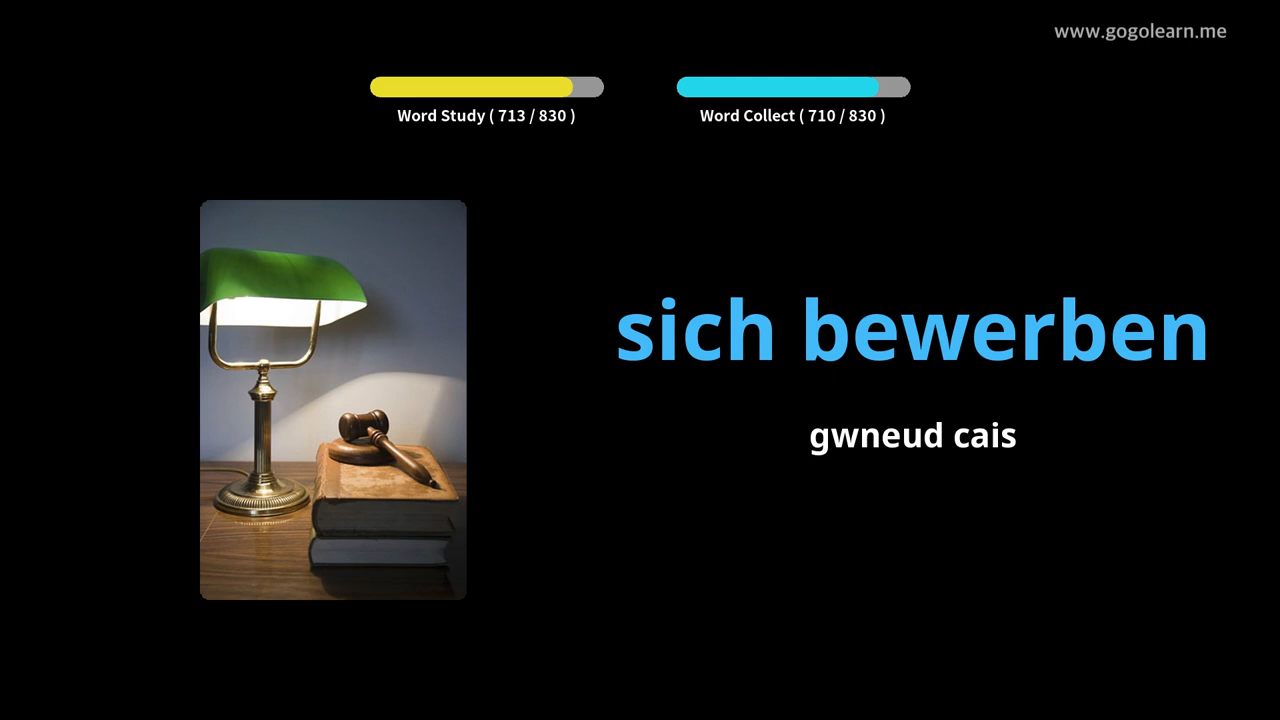 www.gogolearn.me
Word Study ( 713 / 830 )
Word Collect ( 710 / 830 )
sich bewerben
gwneud cais